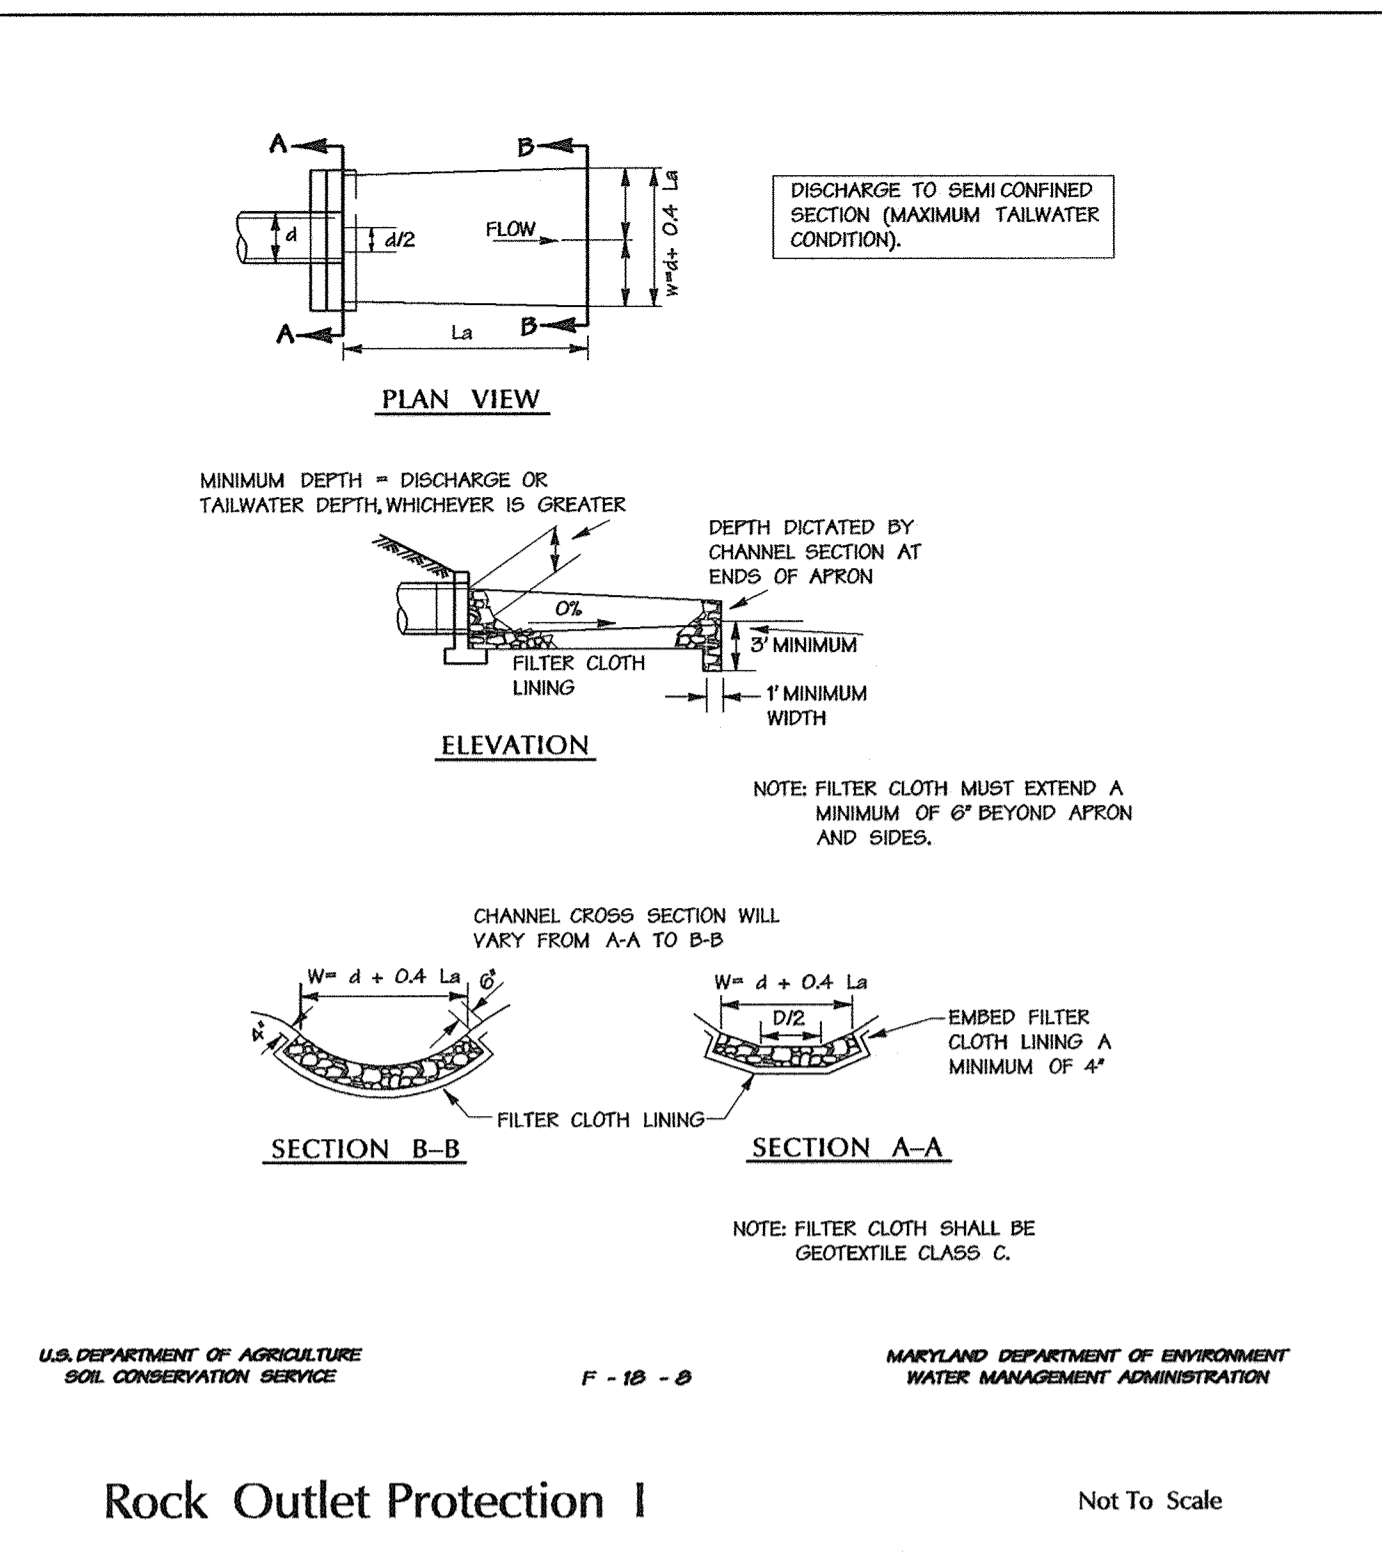 A
B
DISCHARGE TO SEMI CONFINED
SECTION (MAXIMUM TAILWATER
CONDITION).
d
d/2
FLOW
w=d+ 0.4 La
A
B
La
PLAN VIEW
MINIMUM DEPTH = DISCHARGE OR
TAILWATER DEPTH, WHICHEVER IS GREATER
DEPTH DICTATED BY
CHANNEL SECTION AT
ENDS OF APRON
0%
3' MINIMUM
FILTER CLOTH
LINING
1' MINIMUM
WIDTH
ELEVATION
NOTE: FILTER CLOTH MUST EXTEND A
MINIMUM OF 6" BEYOND APRON
AND SIDES.
CHANNEL CROSS SECTION WILL
VARY FROM A-A TO B-B
W= d + 0.4 La
6"
4"
W= d + 0.4 La
D/2
EMBED FILTER
CLOTH LINING A
MINIMUM OF 4"
FILTER CLOTH LINING
SECTION B–B
SECTION A–A
NOTE: FILTER CLOTH SHALL BE
GEOTEXTILE CLASS C.
U.S. DEPARTMENT OF AGRICULTURE
SOIL CONSERVATION SERVICE
F - 18 - 8
MARYLAND DEPARTMENT OF ENVIRONMENT
WATER MANAGEMENT ADMINISTRATION
Rock Outlet Protection I
Not To Scale